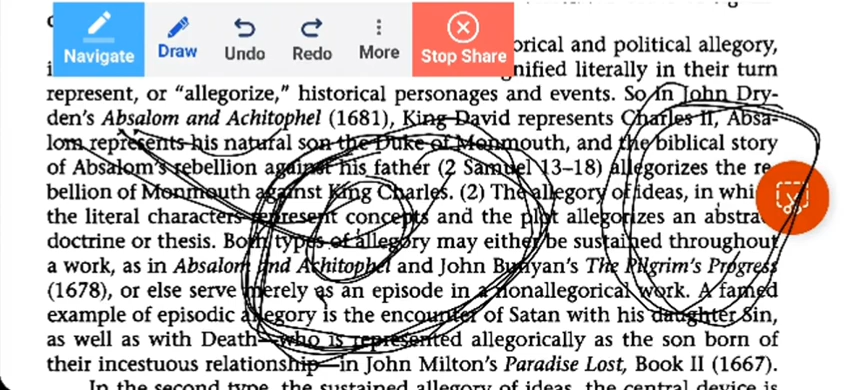 Navigate Draw Undo Redo More Stop Share
orical and political allegory,
nified literally in their turn
represent, or “allegorize,” historical personages and events. So in John Dry-
den’s Absalom and Achitophel (1681), King David represents Charles II, Absa-
lom represents his natural son the Duke of Monmouth, and the biblical story
of Absalom’s rebellion against his father (2 Samuel 13–18) allegorizes the re-
bellion of Monmouth against King Charles. (2) The allegory of ideas, in whi
the literal characters represent concepts and the plot allegorizes an abstra
doctrine or thesis. Both types of allegory may either be sustained throughout
a work, as in Absalom and Achitophel and John Bunyan’s The Pilgrim’s Progress
(1678), or else serve merely as an episode in a nonallegorical work. A famed
example of episodic allegory is the encounter of Satan with his daughter Sin,
as well as with Death—who is represented allegorically as the son born of
their incestuous relationship—in John Milton’s Paradise Lost, Book II (1667).
In the second type, the sustained allegory of ideas, the central device is